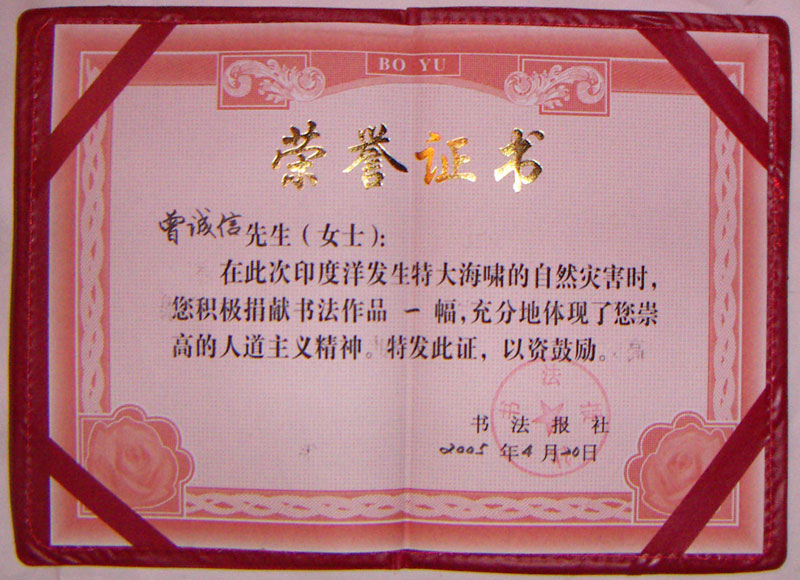 BO YU
荣誉证书
曾诚信先生（女士）：
在此次印度洋发生特大海啸的自然灾害时，
您积极捐献书法作品 一 幅，充分地体现了您崇
高的人道主义精神。特发此证，以资鼓励。
书法报社
书法报社
2005年4月20日